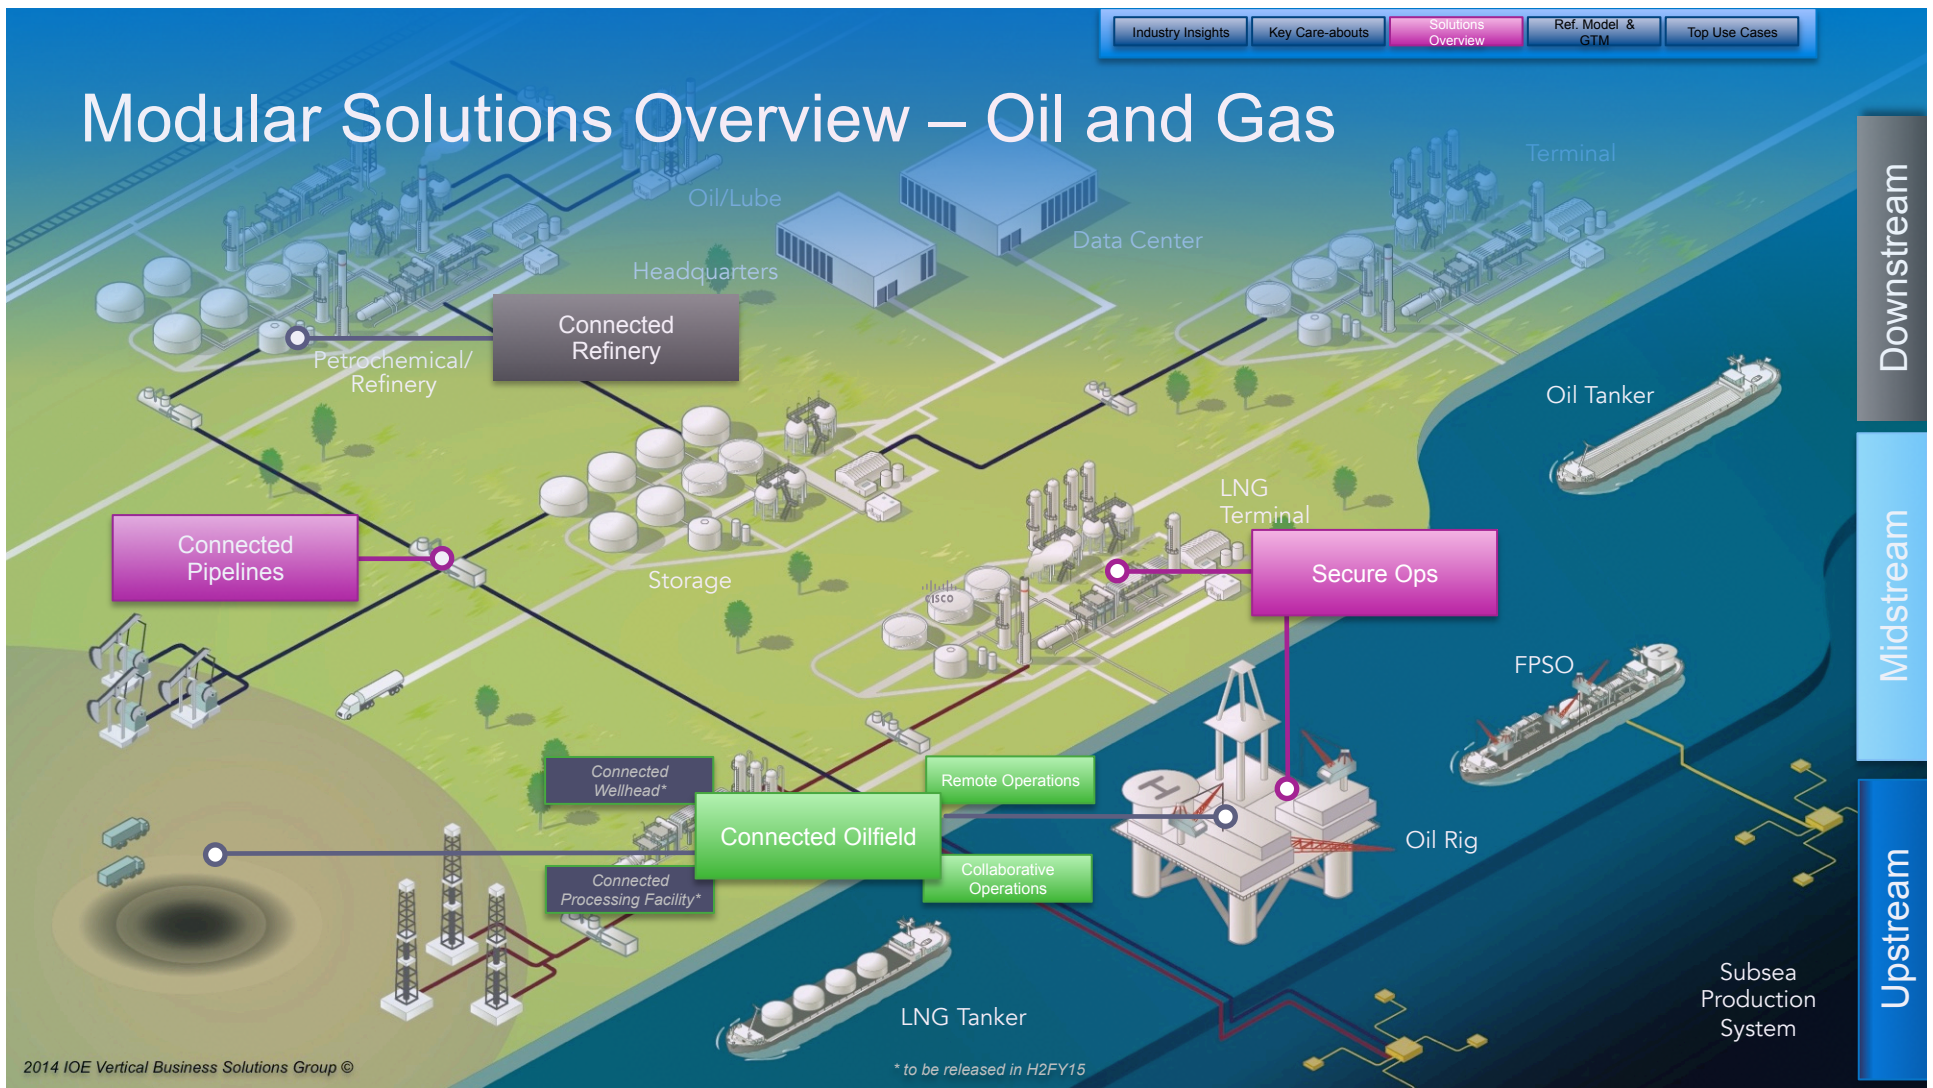 Industry Insights
Key Care-abouts
Solutions
Overview
Ref. Model &
GTM
Top Use Cases
Modular Solutions Overview – Oil and Gas
Terminal
Oil/Lube
Data Center
Headquarters
Downstream
Connected
Refinery
Petrochemical/
Refinery
Oil Tanker
LNG
Terminal
Connected
Pipelines
Secure Ops
Storage
CISCO
Midstream
FPSO
H
Connected
Wellhead*
Remote Operations
H
Connected Oilfield
Oil Rig
Collaborative
Operations
Connected
Processing Facility*
Upstream
Subsea
Production
System
LNG Tanker
2014 IOE Vertical Business Solutions Group ©
* to be released in H2FY15